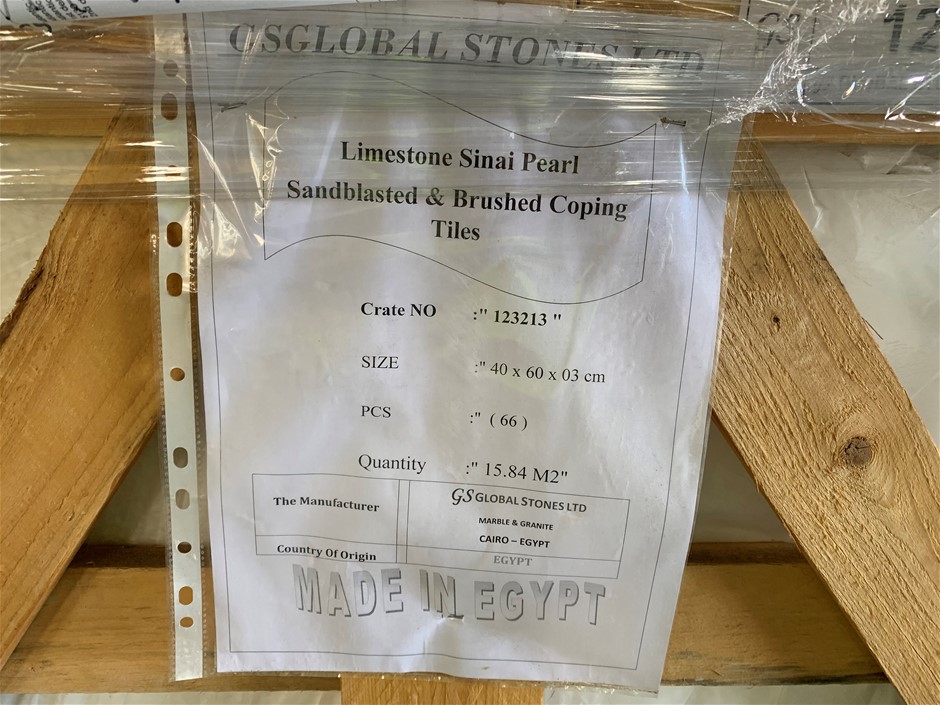 GSGLOBAL STONES LTD
Limestone Sinai Pearl
Sandblasted & Brushed Coping
Tiles
Crate NO :" 123213 "
SIZE :" 40 x 60 x 03 cm
PCS :" ( 66 )
Quantity :" 15.84 M2"
The Manufacturer
GS GLOBAL STONES LTD
MARBLE & GRANITE
CAIRO – EGYPT
Country Of Origin
EGYPT
MADE IN EGYPT
GS
12